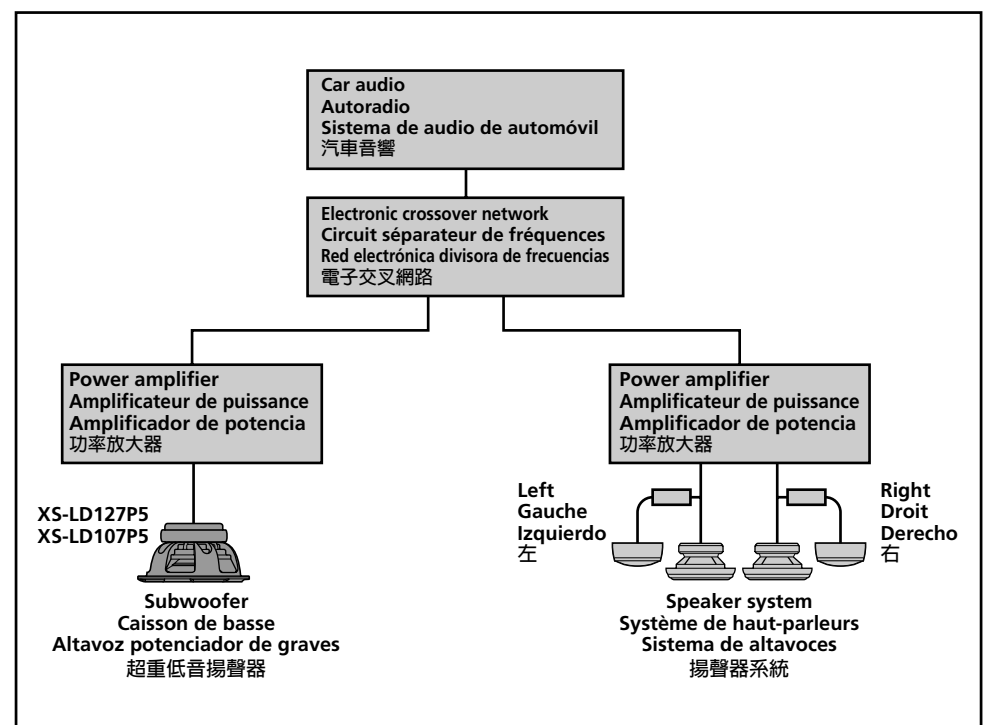 Car audio
Autoradio
Sistema de audio de automóvil
汽車音響
Electronic crossover network
Circuit séparateur de fréquences
Red electrónica divisora de frecuencias
電子交叉網路
Power amplifier
Amplificateur de puissance
Amplificador de potencia
功率放大器
Power amplifier
Amplificateur de puissance
Amplificador de potencia
功率放大器
XS-LD127P5
XS-LD107P5
Subwoofer
Caisson de basse
Altavoz potenciador de graves
超重低音揚聲器
Left
Gauche
Izquierdo
左
Right
Droit
Derecho
右
Speaker system
Système de haut-parleurs
Sistema de altavoces
揚聲器系統